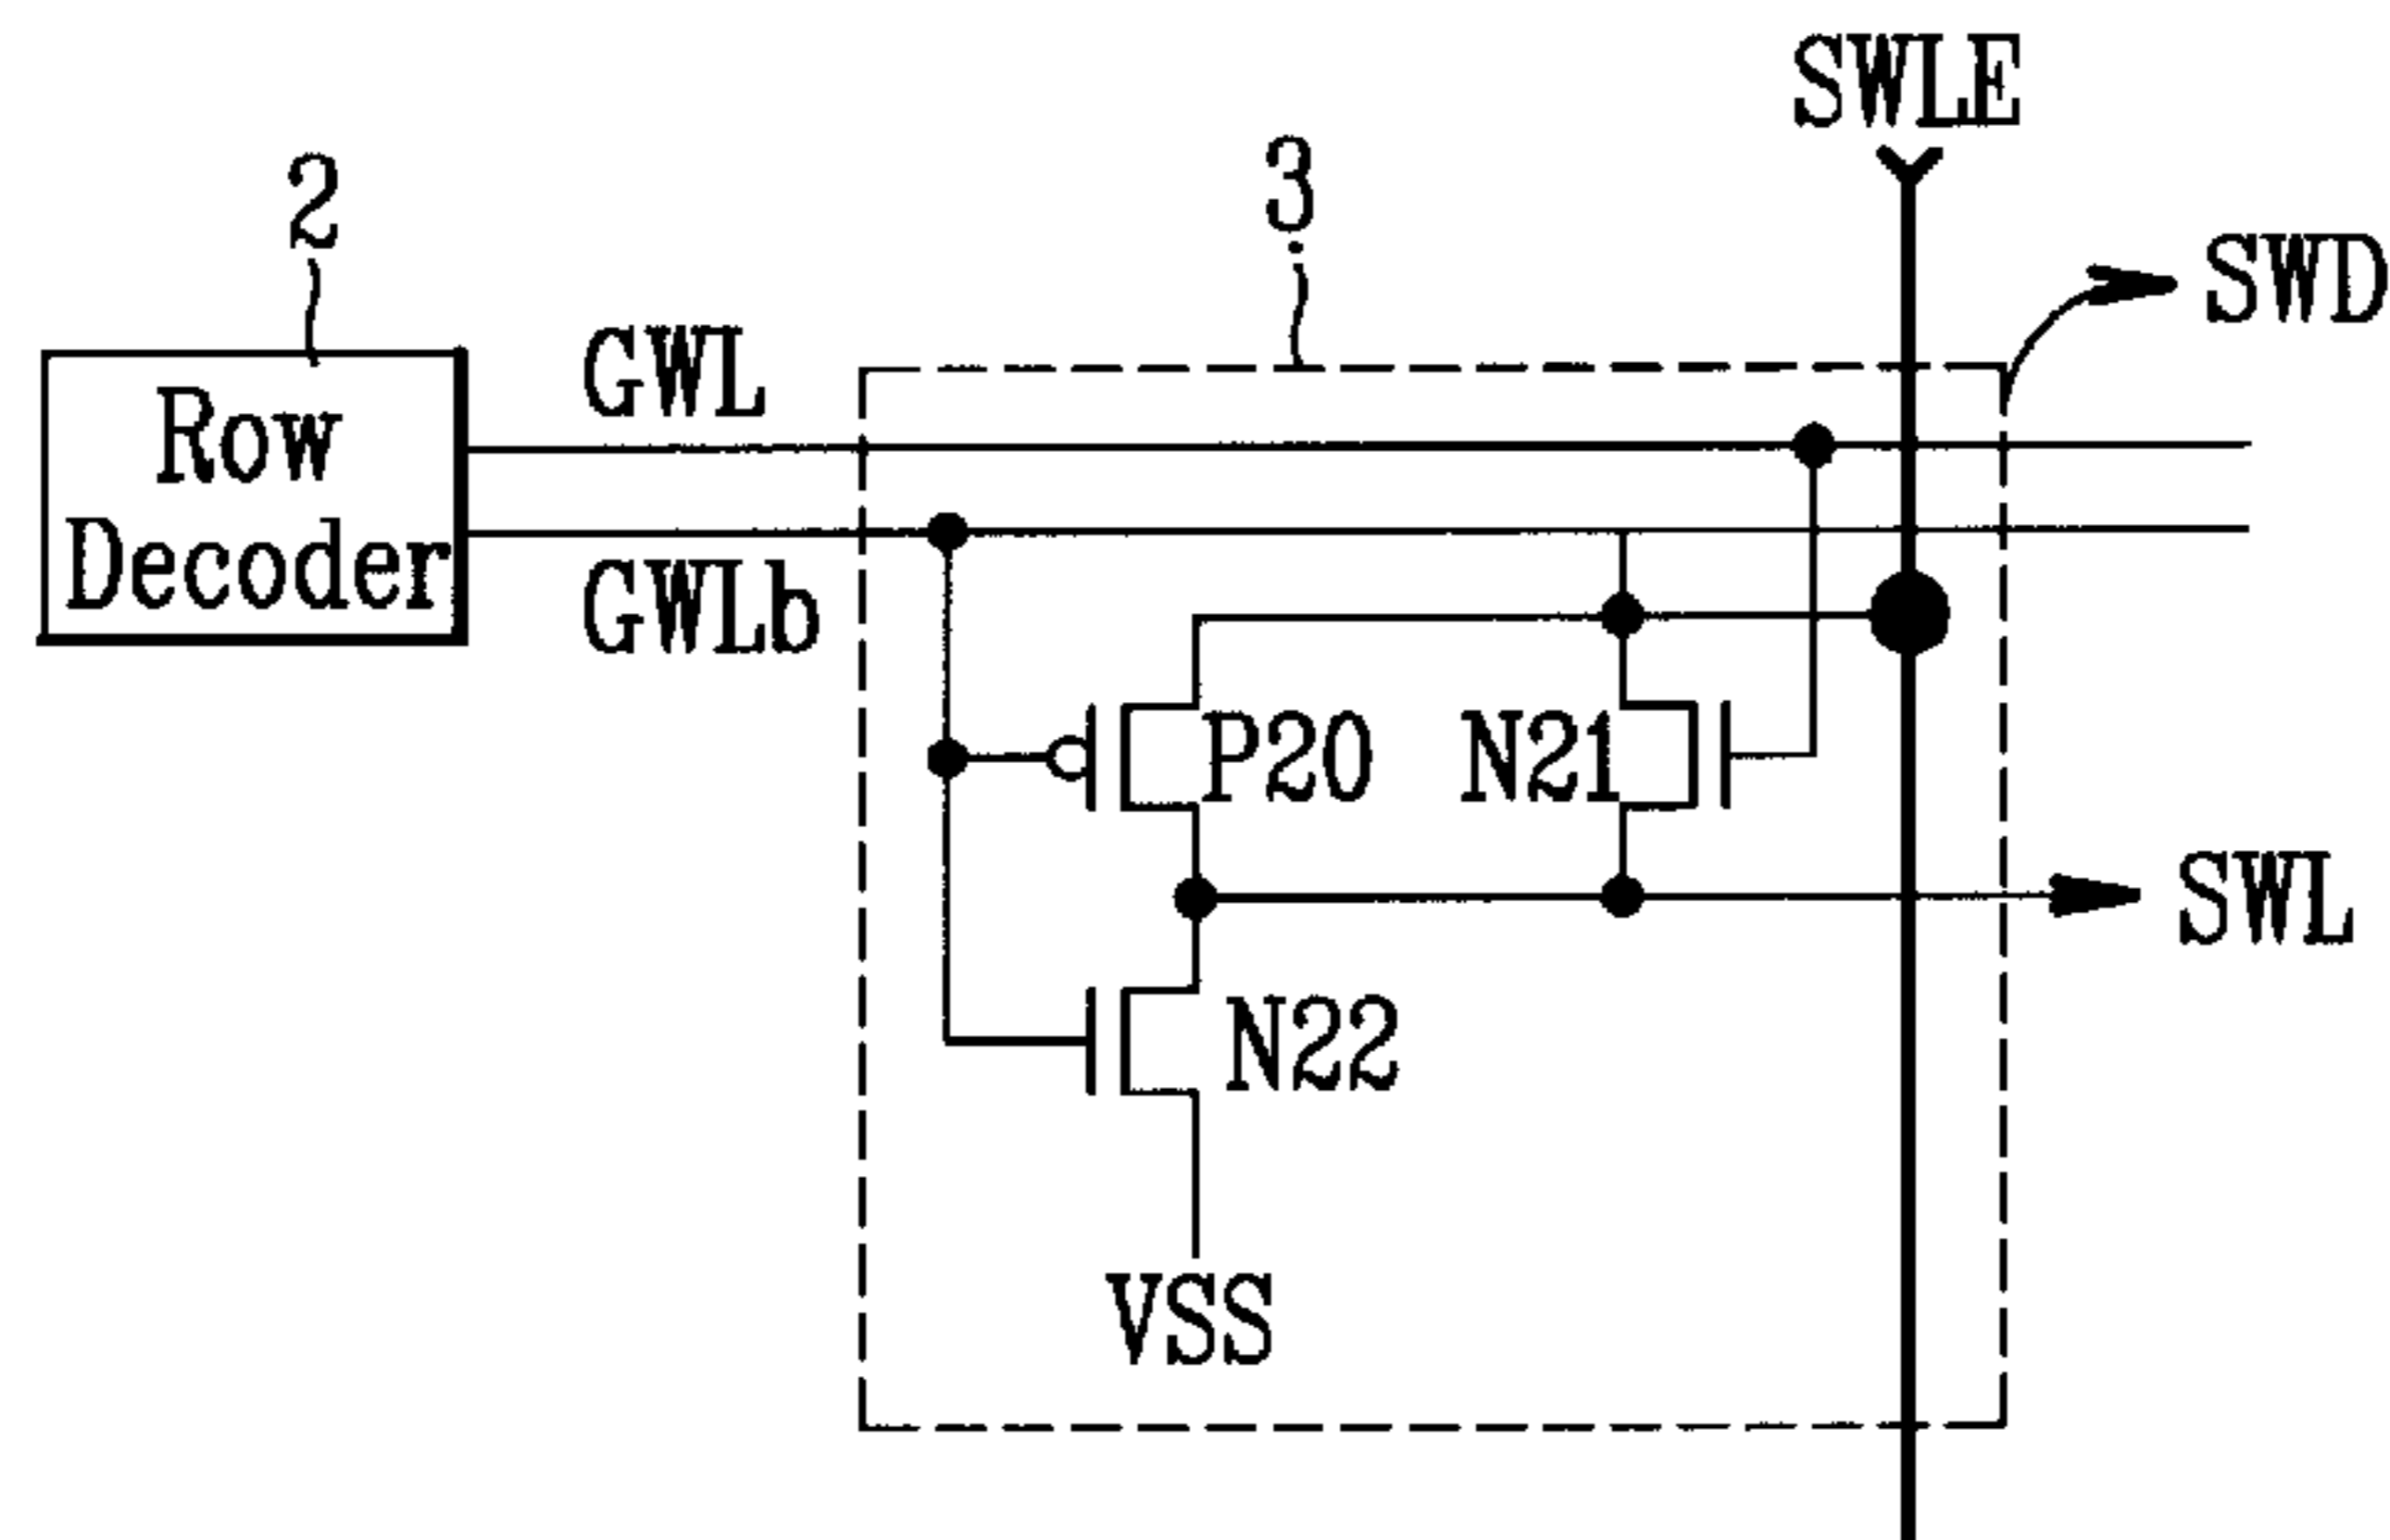 SWLE
2
3
SWD
GWL
Row
Decoder
GWLb
P20
N21
SWL
N22
VSS